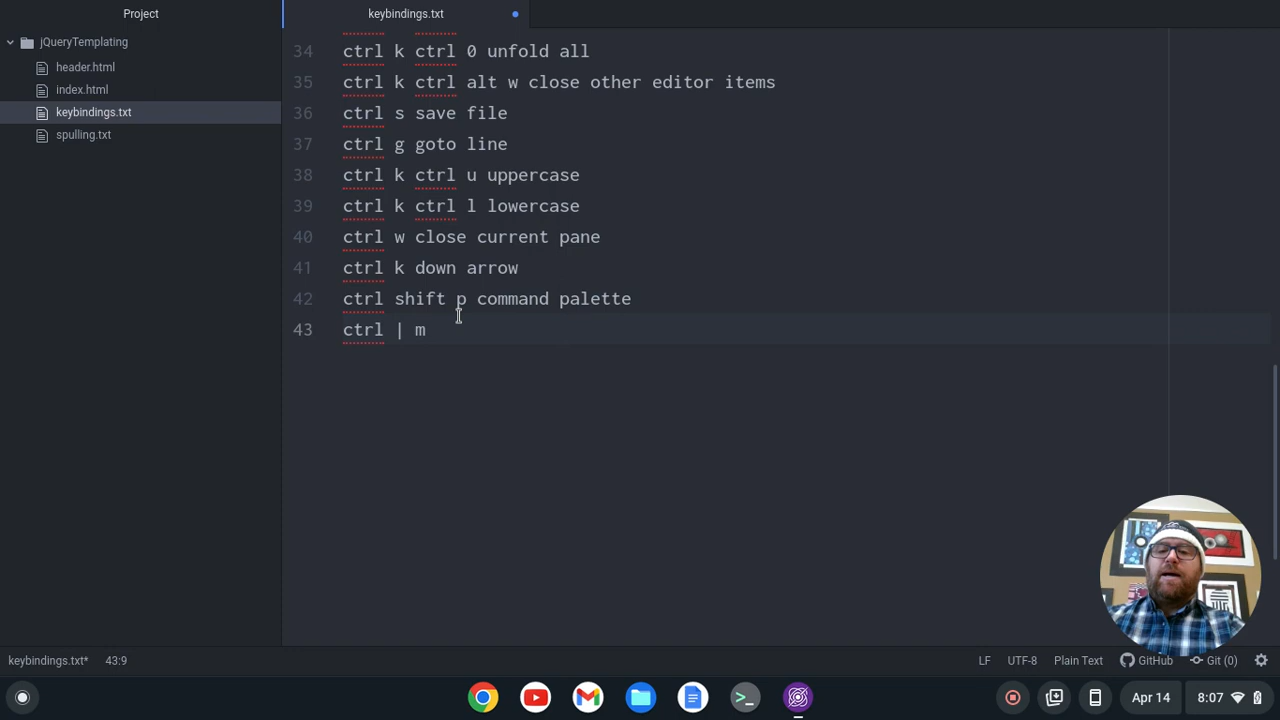 Project
keybindings.txt
jQueryTemplating
header.html
index.html
keybindings.txt
spulling.txt
34 ctrl k ctrl 0 unfold all
35 ctrl k ctrl alt w close other editor items
36 ctrl s save file
37 ctrl g goto line
38 ctrl k ctrl u uppercase
39 ctrl k ctrl l lowercase
40 ctrl w close current pane
41 ctrl k down arrow
42 ctrl shift p command palette
43 ctrl | m
keybindings.txt* 43:9 LF UTF-8 Plain Text GitHub Git (0)
Apr 14 8:07